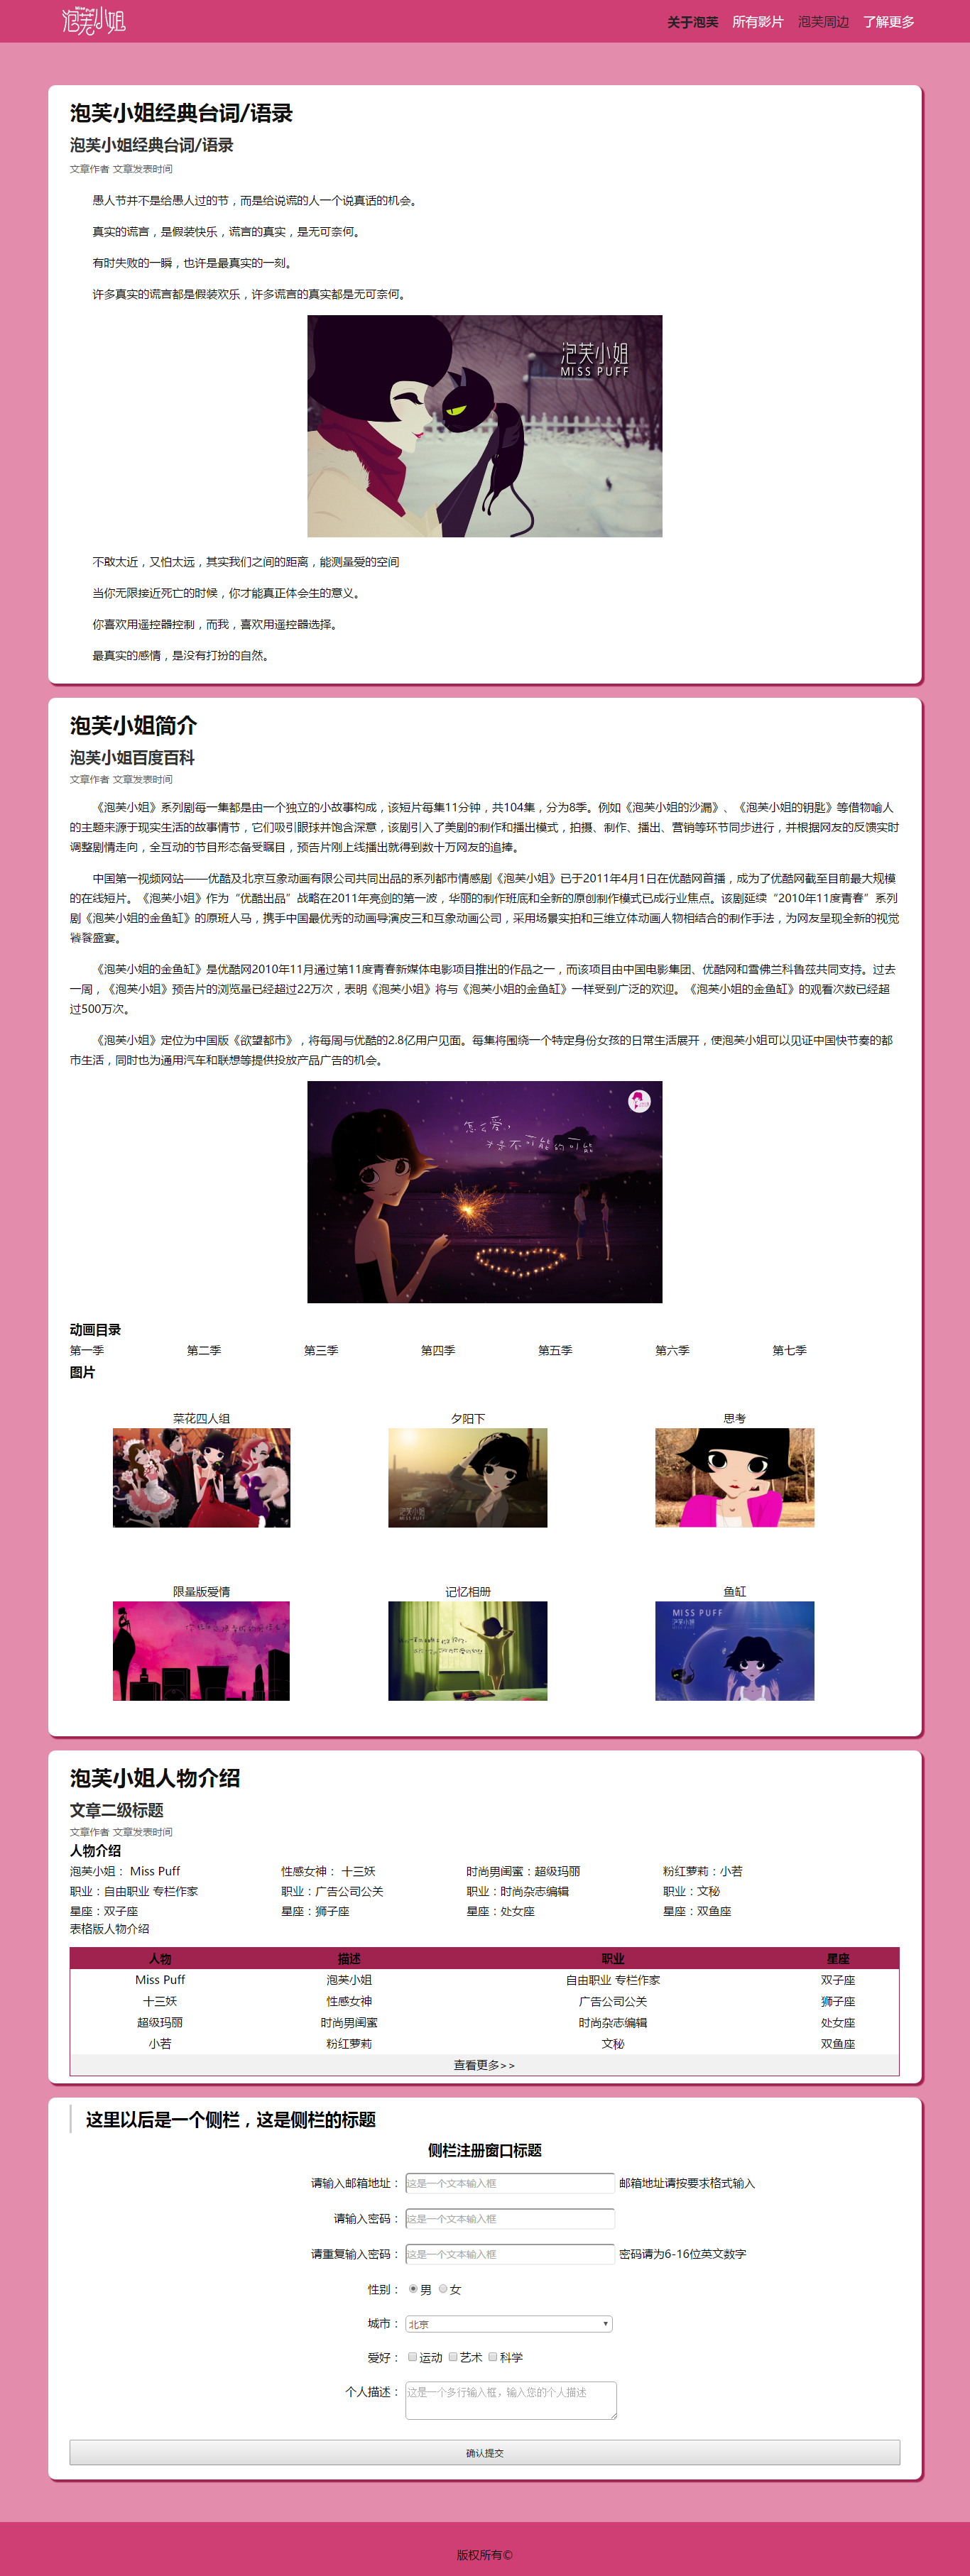 泡芙小姐
关于泡芙 所有影片 泡芙周边 了解更多
泡芙小姐经典台词/语录
泡芙小姐经典台词/语录
文章作者 文章发表时间
愚人节并不是给愚人过的节，而是给说谎的人一个说真话的机会。
真实的谎言，是假装快乐，谎言的真实，是无可奈何。
有时失败的一瞬，也许是最真实的一刻。
许多真实的谎言都是假装欢乐，许多谎言的真实都是无可奈何。
泡芙小姐
MISS PUFF
不敢太近，又怕太远，其实我们之间的距离，能测量爱的空间
当你无限接近死亡的时候，你才能真正体会生的意义。
你喜欢用遥控器控制，而我，喜欢用遥控器选择。
最真实的感情，是没有打扮的自然。
泡芙小姐简介
泡芙小姐百度百科
文章作者 文章发表时间
《泡芙小姐》系列剧每一集都是由一个独立的小故事构成，该短片每集11分钟，共104集，分为8季。例如《泡芙小姐的沙漏》、《泡芙小姐的钥匙》等借物喻人
的主题来源于现实生活的故事情节，它们吸引眼球并饱含深意，该剧引入了美剧的制作和播出模式，拍摄、制作、播出、营销等环节同步进行，并根据网友的反馈实时
调整剧情走向，全互动的节目形态备受瞩目，预告片刚上线播出就得到数十万网友的追捧。
中国第一视频网站——优酷及北京互象动画有限公司共同出品的系列都市情感剧《泡芙小姐》已于2011年4月1日在优酷网首播，成为了优酷网截至目前最大规模
的在线短片。《泡芙小姐》作为“优酷出品”战略在2011年亮剑的第一波，华丽的制作班底和全新的原创制作模式已成行业焦点。该剧延续“2010年11度青春”系列
剧《泡芙小姐的金鱼缸》的原班人马，携手中国最优秀的动画导演皮三和互象动画公司，采用场景实拍和三维立体动画人物相结合的制作手法，为网友呈现全新的视觉
饕餮盛宴。
《泡芙小姐的金鱼缸》是优酷网2010年11月通过第11度青春新媒体电影项目推出的作品之一，而该项目由中国电影集团、优酷网和雪佛兰科鲁兹共同支持。过去
一周，《泡芙小姐》预告片的浏览量已经超过22万次，表明《泡芙小姐》将与《泡芙小姐的金鱼缸》一样受到广泛的欢迎。《泡芙小姐的金鱼缸》的观看次数已经超
过500万次。
《泡芙小姐》定位为中国版《欲望都市》，将每周与优酷的2.8亿用户见面。每集将围绕一个特定身份女孩的日常生活展开，使泡芙小姐可以见证中国快节奏的都
市生活，同时也为通用汽车和联想等提供投放产品广告的机会。
怎么爱，
都是不可能的可能
动画目录
第一季 第二季 第三季 第四季 第五季 第六季 第七季
图片
菜花四人组 夕阳下 思考
泡芙小姐
MISS PUFF
限量版爱情 记忆相册 鱼缸
MISS PUFF
泡芙小姐
泡芙小姐人物介绍
文章二级标题
文章作者 文章发表时间
人物介绍
泡芙小姐： Miss Puff 性感女神： 十三妖 时尚男闺蜜：超级玛丽 粉红萝莉：小若
职业：自由职业 专栏作家 职业：广告公司公关 职业：时尚杂志编辑 职业：文秘
星座：双子座 星座：狮子座 星座：处女座 星座：双鱼座
表格版人物介绍
人物 描述 职业 星座
Miss Puff 泡芙小姐 自由职业 专栏作家 双子座
十三妖 性感女神 广告公司公关 狮子座
超级玛丽 时尚男闺蜜 时尚杂志编辑 处女座
小若 粉红萝莉 文秘 双鱼座
查看更多>>
这里以后是一个侧栏，这是侧栏的标题
侧栏注册窗口标题
请输入邮箱地址： 这是一个文本输入框 邮箱地址请按要求格式输入
请输入密码： 这是一个文本输入框
请重复输入密码： 这是一个文本输入框 密码请为6-16位英文数字
性别： 男 女
城市： 北京
爱好： 运动 艺术 科学
个人描述： 这是一个多行输入框，输入您的个人描述
确认提交
版权所有©